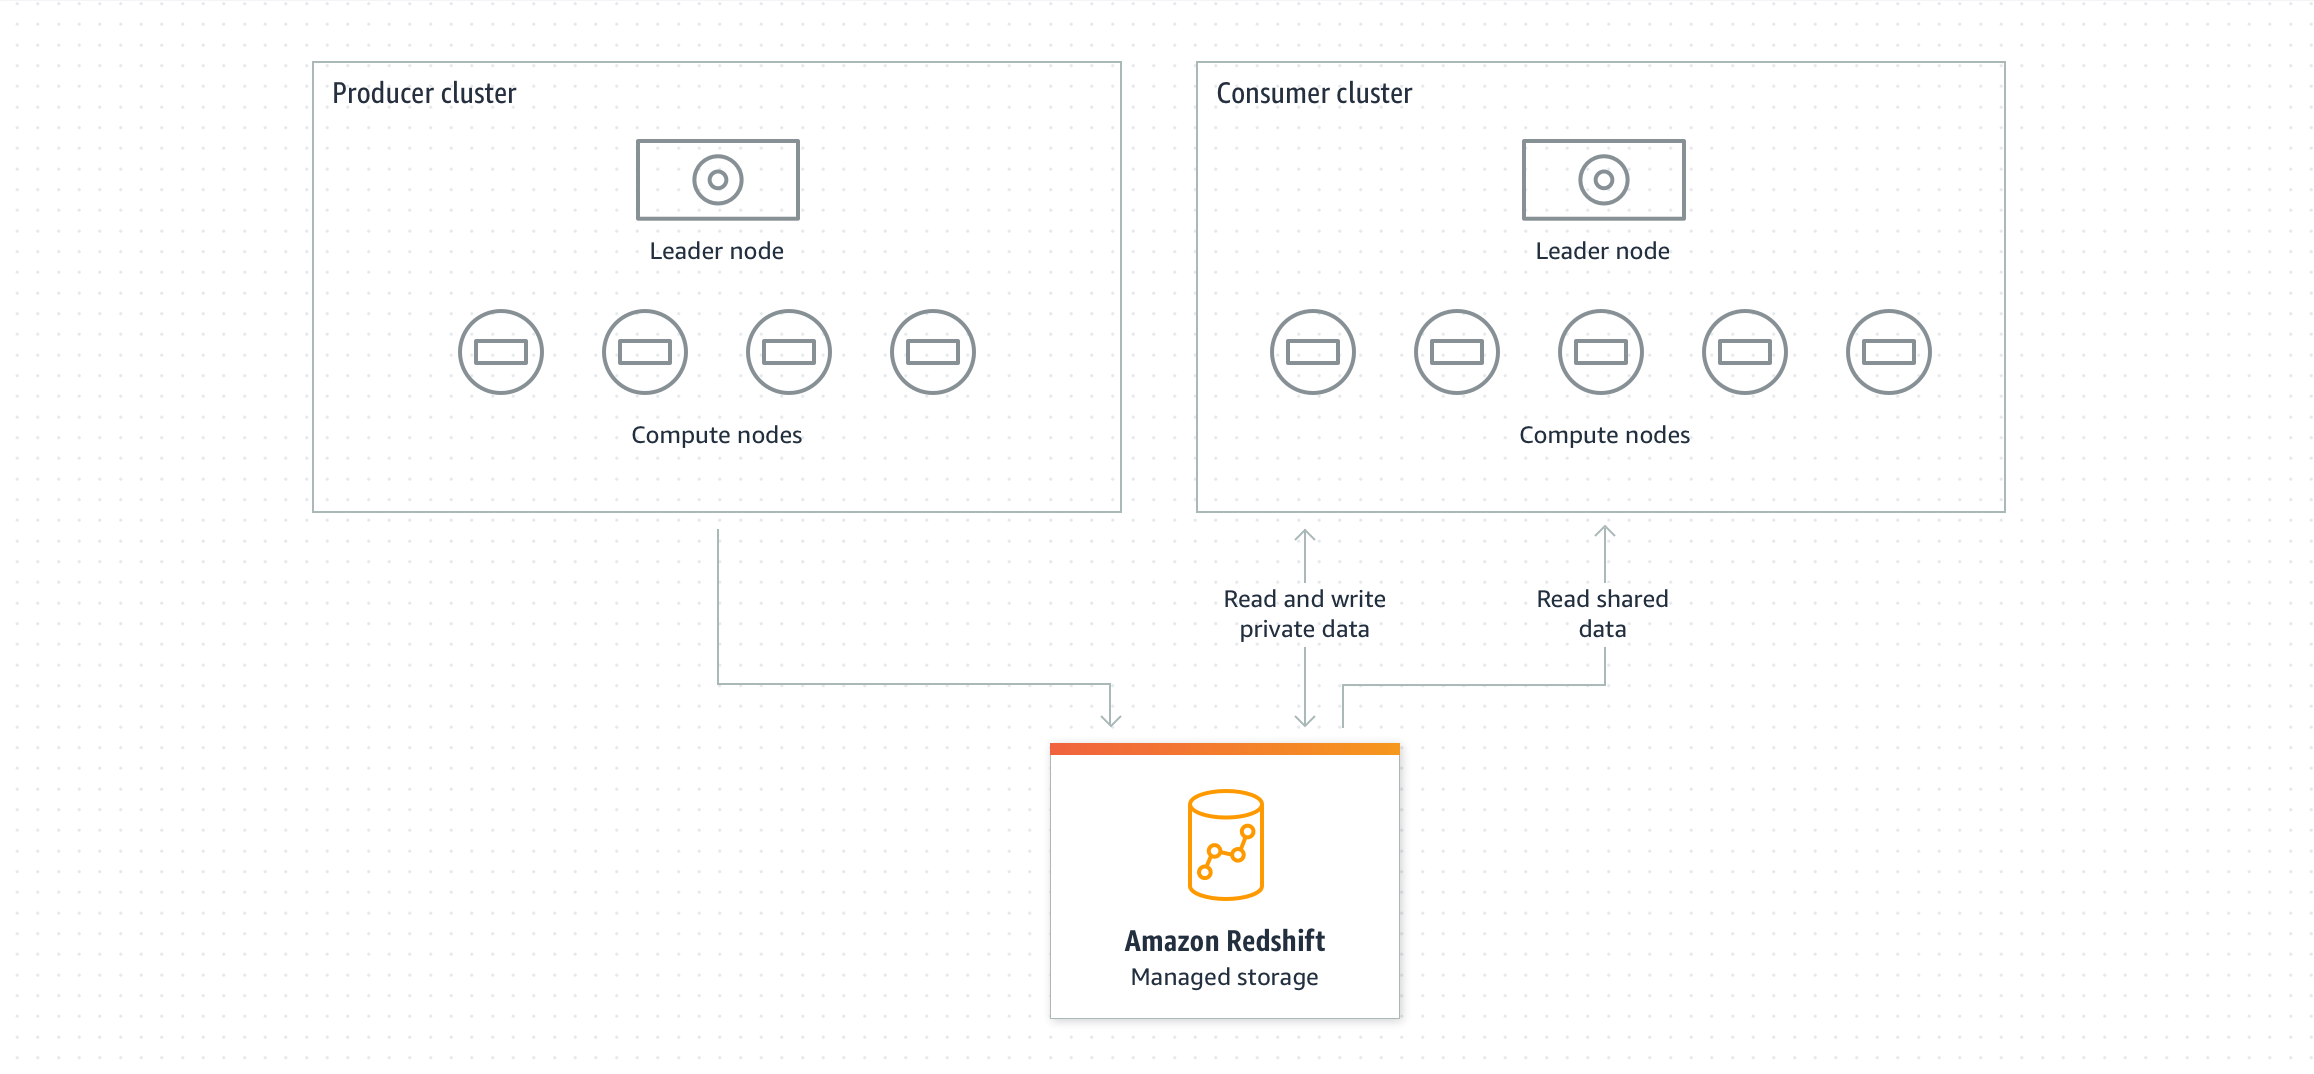 Producer cluster
Leader node
Compute nodes
Consumer cluster
Leader node
Compute nodes
Read and write
private data
Read shared
data
Amazon Redshift
Managed storage